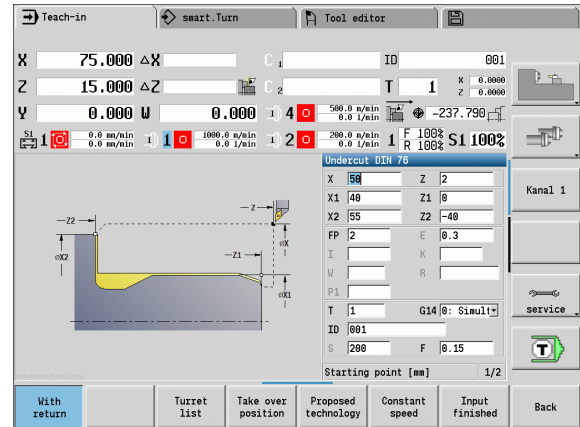 Teach-in smart.Turn Tool editor
X 75.000 ΔX C 1 ID 001
Z 15.000 ΔZ C 2 T 1 X 0.0000 Z 0.0000
Y 0.000 W 0.000 1) 4 500.0 m/min 0.0 1/min -237.790
S1 1 0.0 mm/min 0.0 mm/min 1) 1 1000.0 m/min 0.0 1/min 1) 2 200.0 m/min 0.0 1/min 1 F 100% R 100% S1 100%
Undercut DIN 76
X 50 Z 2
X1 40 Z1 0
X2 55 Z2 -40
FP 2 E 0.3
I K
W R
P1
T 1 G14 0: Simult
ID 001
S 200 F 0.15
Starting point [mm] 1/2
Z
Z2
øX
øX2
Z1
øX1
Kanal 1
service
T
With return
Turret list
Take over position
Proposed technology
Constant speed
Input finished
Back